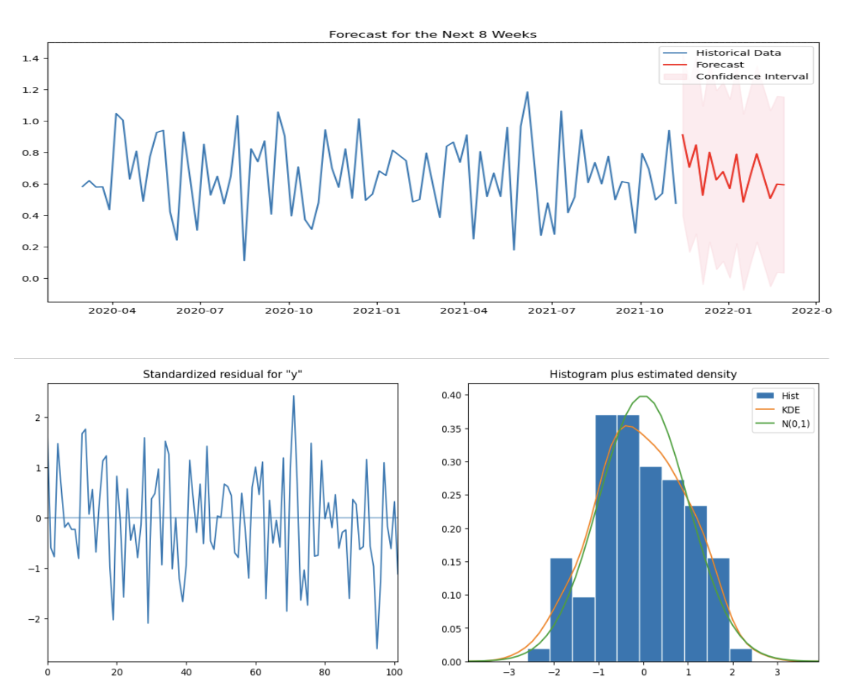 Forecast for the Next 8 Weeks
Historical Data
Forecast
Confidence Interval
1.4
1.2
1.0
0.8
0.6
0.4
0.2
0.0
2020-04 2020-07 2020-10 2021-01 2021-04 2021-07 2021-10 2022-01 2022-0
Standardized residual for "y"
2
1
0
−1
−2
0 20 40 60 80 100
Histogram plus estimated density
Hist
KDE
N(0,1)
0.40
0.35
0.30
0.25
0.20
0.15
0.10
0.05
0.00
−3 −2 −1 0 1 2 3